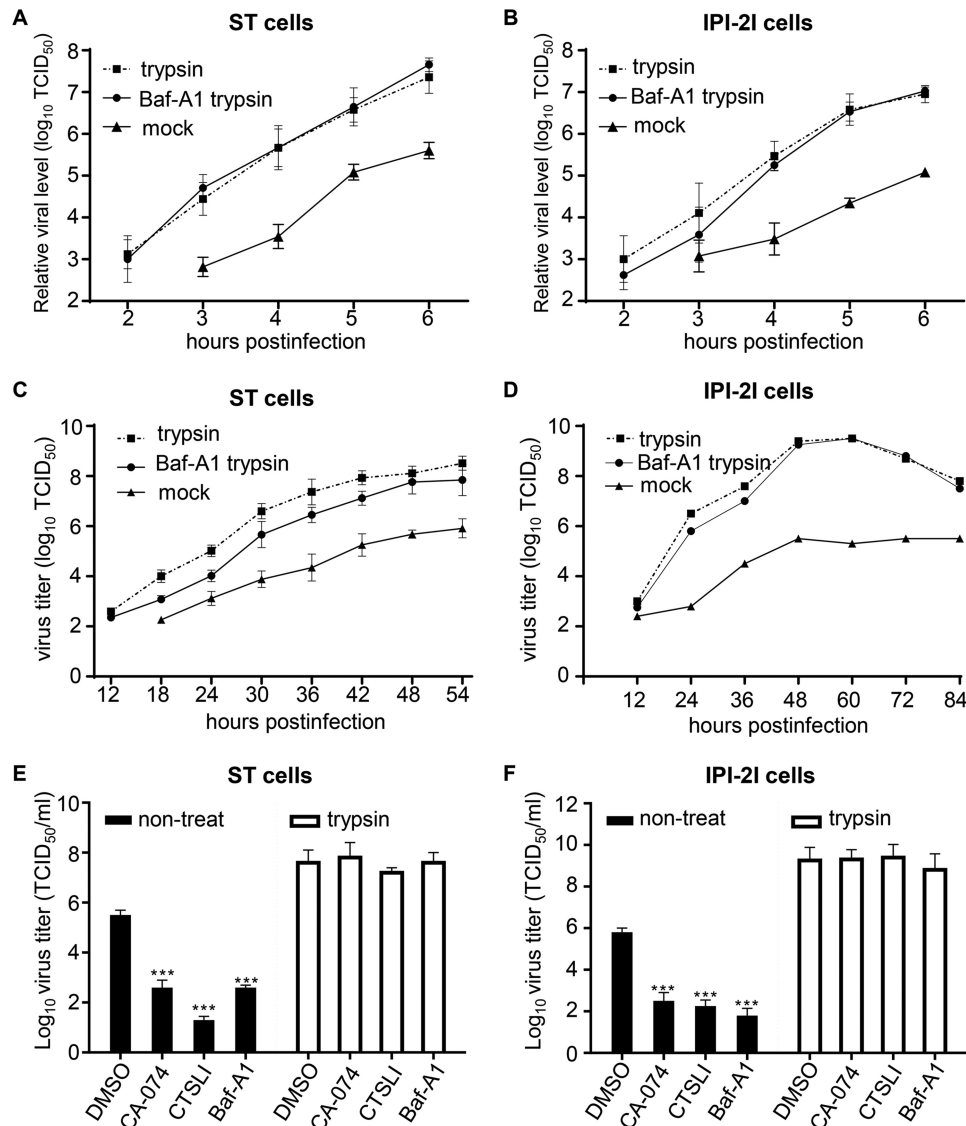 A
ST cells
Relative viral level (log10 TCID50)
8
7
6
5
4
3
2
trypsin
Baf-A1 trypsin
mock
2 3 4 5 6
hours postinfection
B
IPI-2I cells
Relative viral level (log10 TCID50)
8
7
6
5
4
3
2
trypsin
Baf-A1 trypsin
mock
2 3 4 5 6
hours postinfection
C
ST cells
virus titer (log10 TCID50)
10
8
6
4
2
0
trypsin
Baf-A1 trypsin
mock
12 18 24 30 36 42 48 54
hours postinfection
D
IPI-2I cells
virus titer (log10 TCID50)
10
8
6
4
2
0
trypsin
Baf-A1 trypsin
mock
12 24 36 48 60 72 84
hours postinfection
E
ST cells
Log10 virus titer (TCID50/ml)
10
8
6
4
2
0
non-treat
trypsin
***
***
***
DMSO CA-074 CTSLI Baf-A1 DMSO CA-074 CTSLI Baf-A1
F
IPI-2I cells
Log10 virus titer (TCID50/ml)
12
10
8
6
4
2
0
non-treat
trypsin
***
***
***
DMSO CA-074 CTSLI Baf-A1 DMSO CA-074 CTSLI Baf-A1